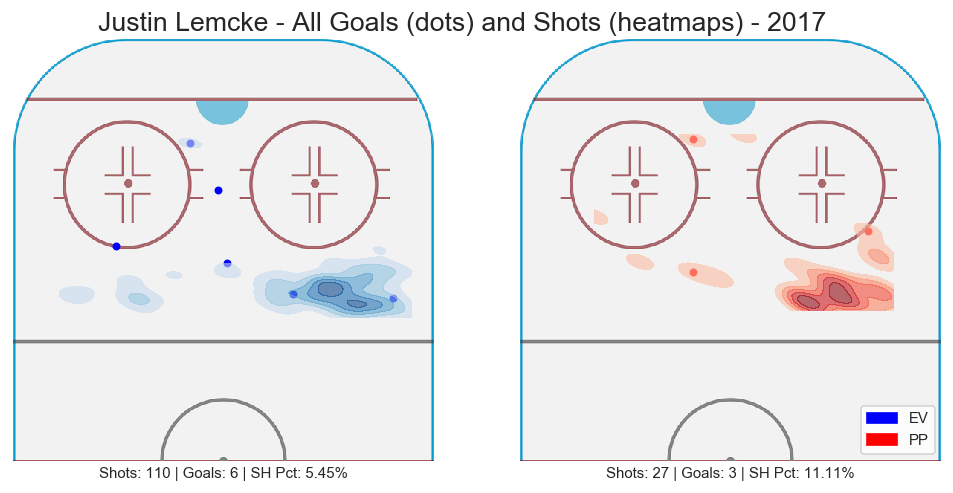 Justin Lemcke - All Goals (dots) and Shots (heatmaps) - 2017
EV
PP
Shots: 110 | Goals: 6 | SH Pct: 5.45%
Shots: 27 | Goals: 3 | SH Pct: 11.11%